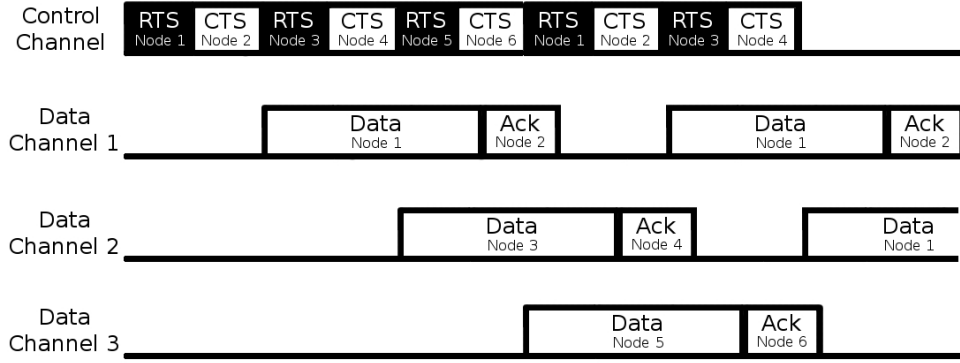 Control Channel
RTS CTS RTS CTS RTS CTS RTS CTS RTS CTS
Node 1 Node 2 Node 3 Node 4 Node 5 Node 6 Node 1 Node 2 Node 3 Node 4
Data Channel 1
Data Ack Data Ack
Node 1 Node 2 Node 1 Node 2
Data Channel 2
Data Ack Data
Node 3 Node 4 Node 1
Data Channel 3
Data Ack
Node 5 Node 6